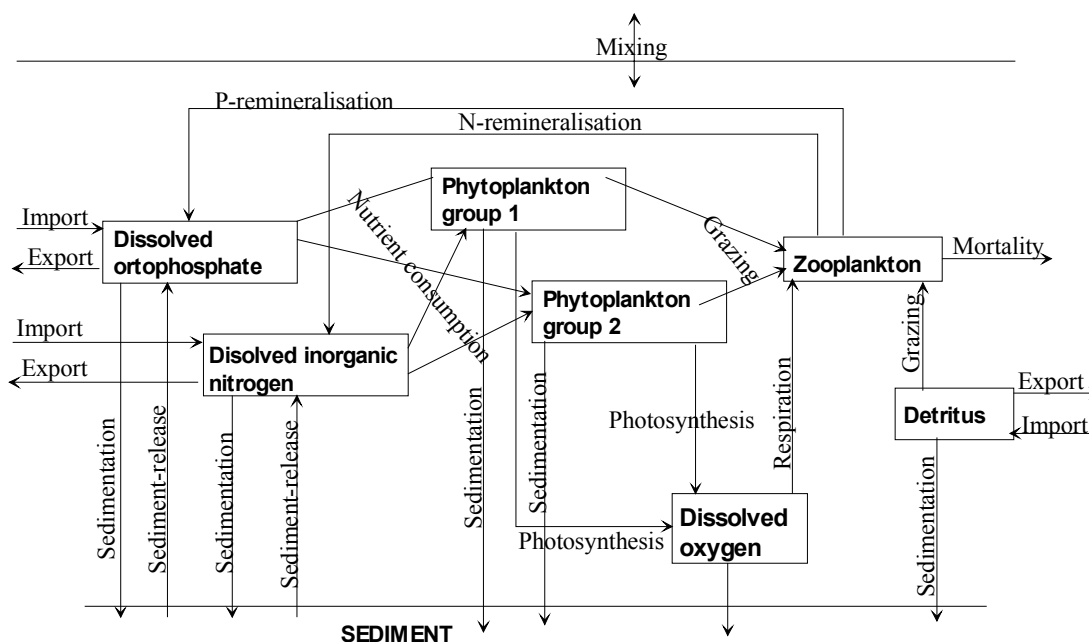 Mixing
P-remineralisation
N-remineralisation
Phytoplankton
group 1
Nutrient consumption
Grazing
Import
Export
Dissolved
ortophosphate
Zooplankton
Mortality
Phytoplankton
group 2
Import
Export
Disolved inorganic
nitrogen
Grazing
Export
Import
Detritus
Photosynthesis
Respiration
Sedimentation
Sediment-release
Sedimentation
Sediment-release
Sedimentation
Sedimentation
Photosynthesis
Dissolved
oxygen
Sedimentation
SEDIMENT